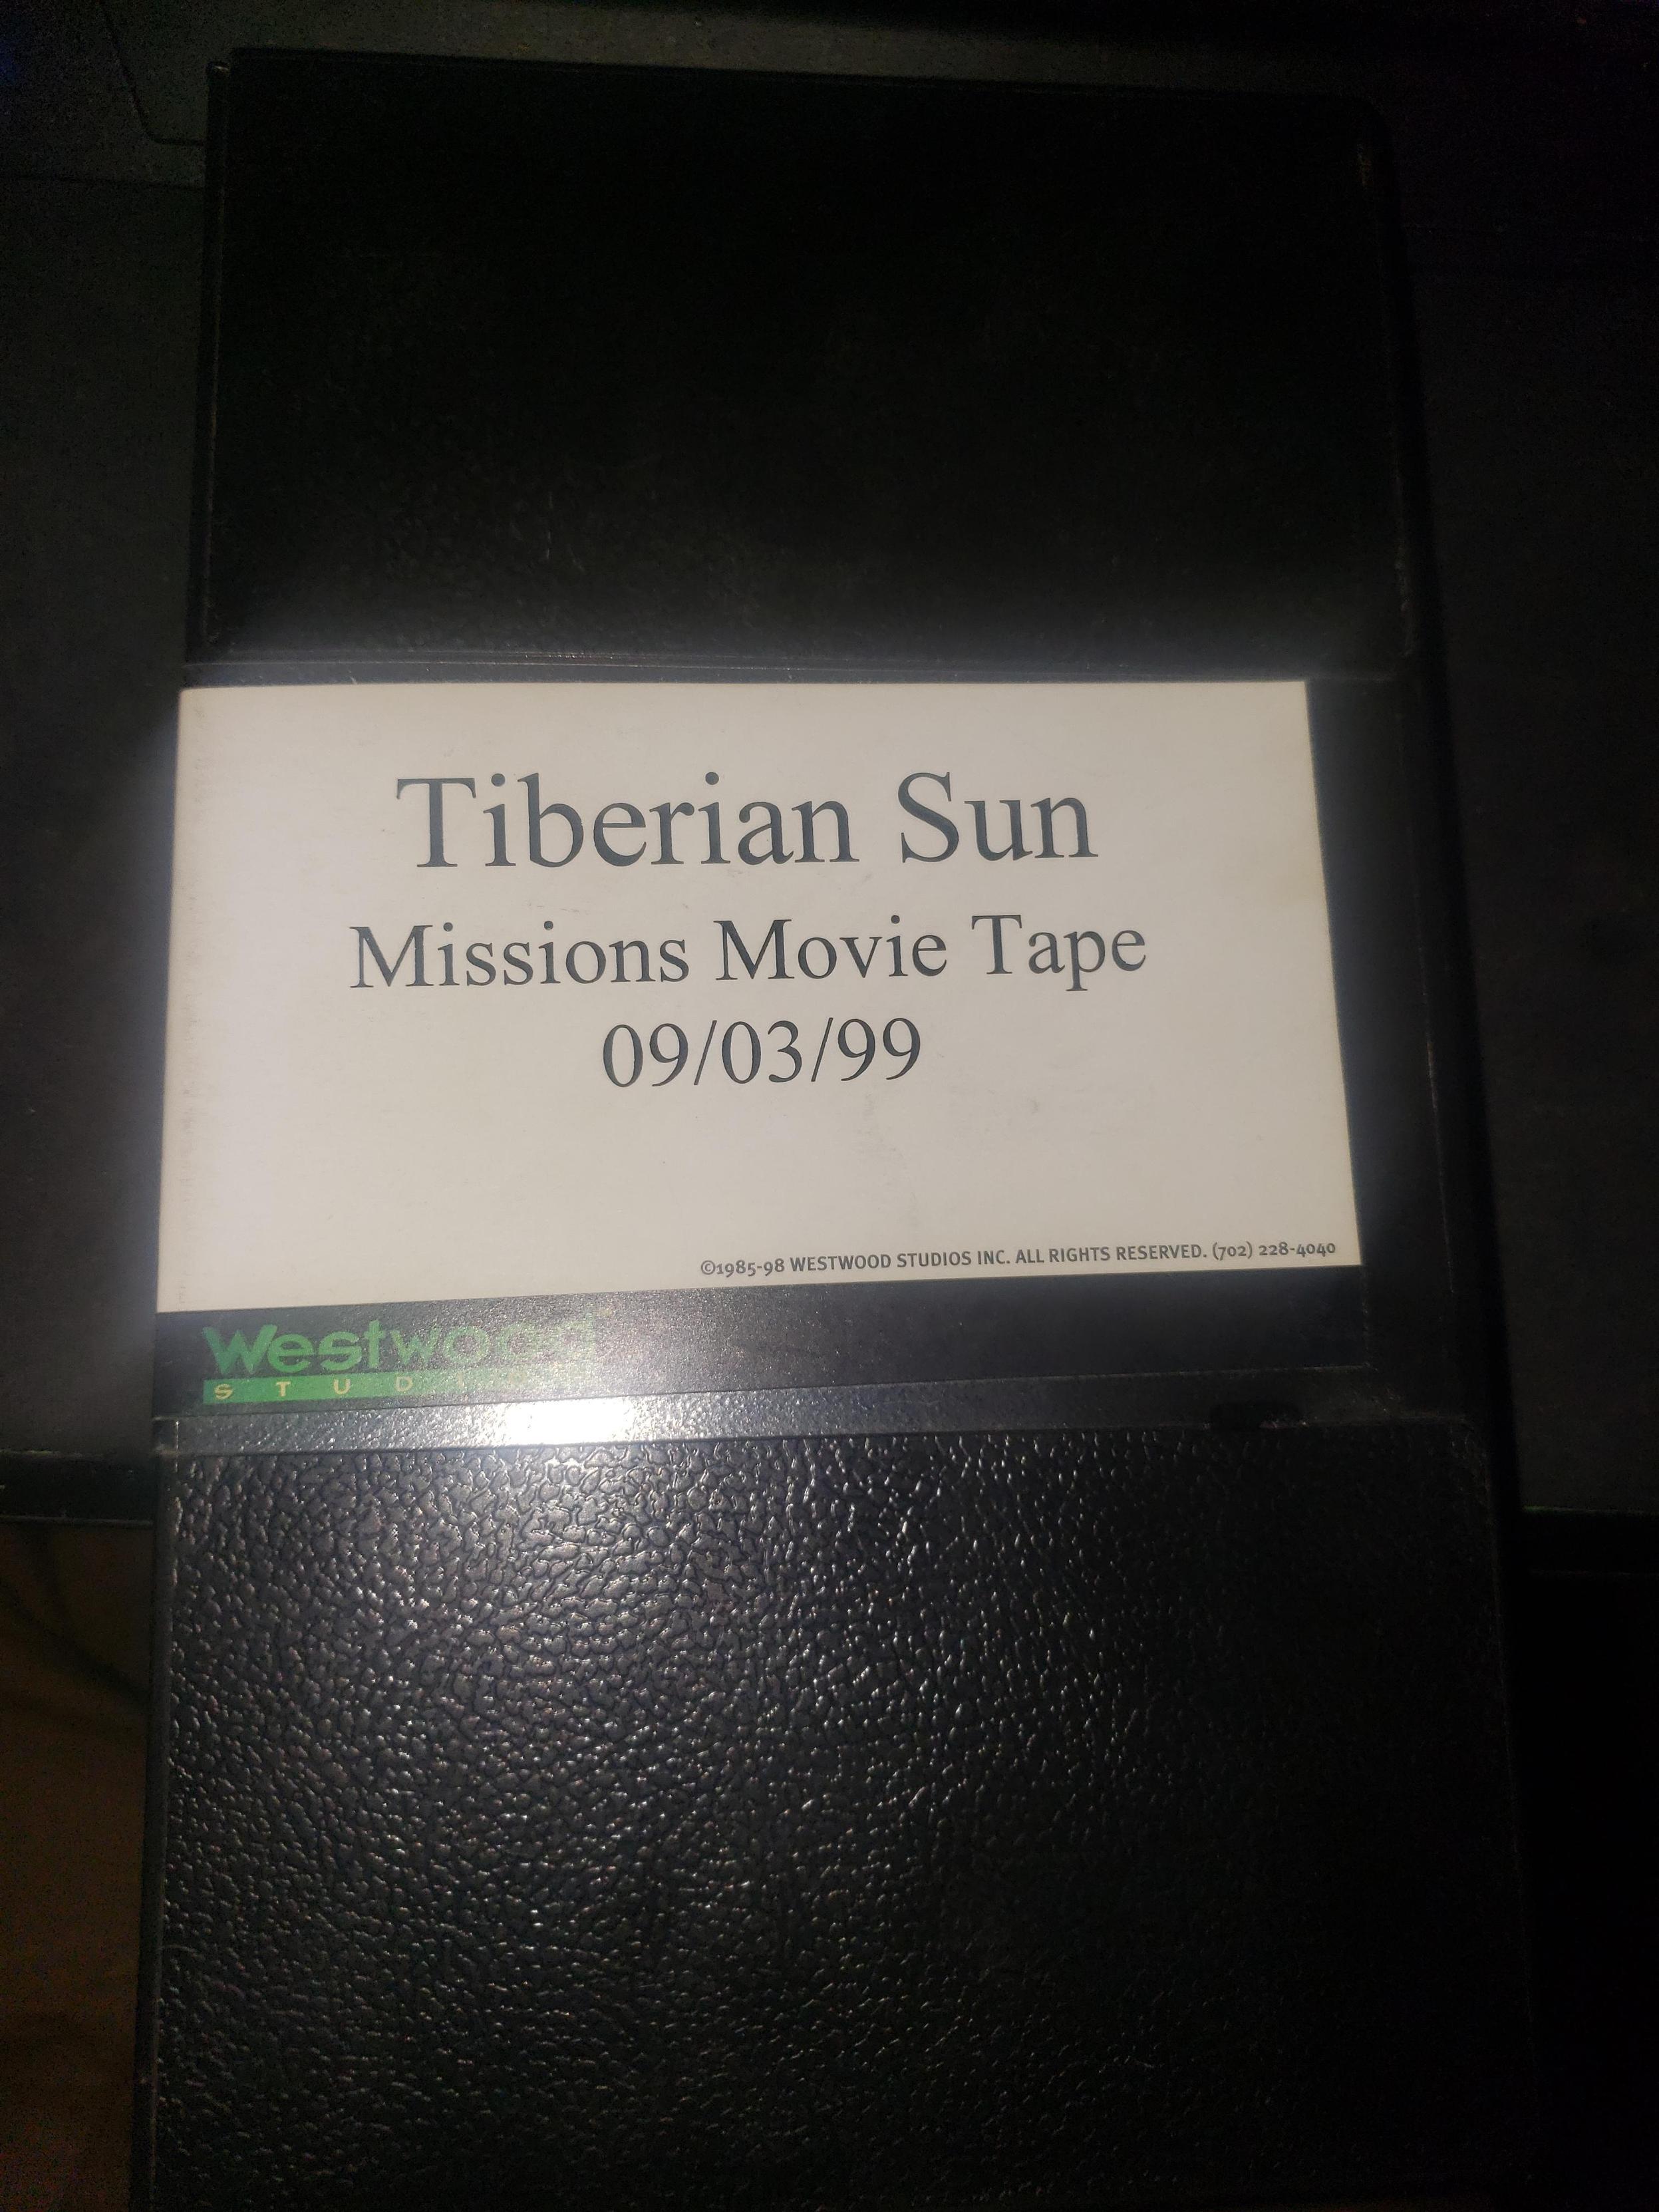 Tiberian Sun
Missions Movie Tape
09/03/99
©1985-98 WESTWOOD STUDIOS INC. ALL RIGHTS RESERVED. (702) 228-4040
Westwood
STUDIOS